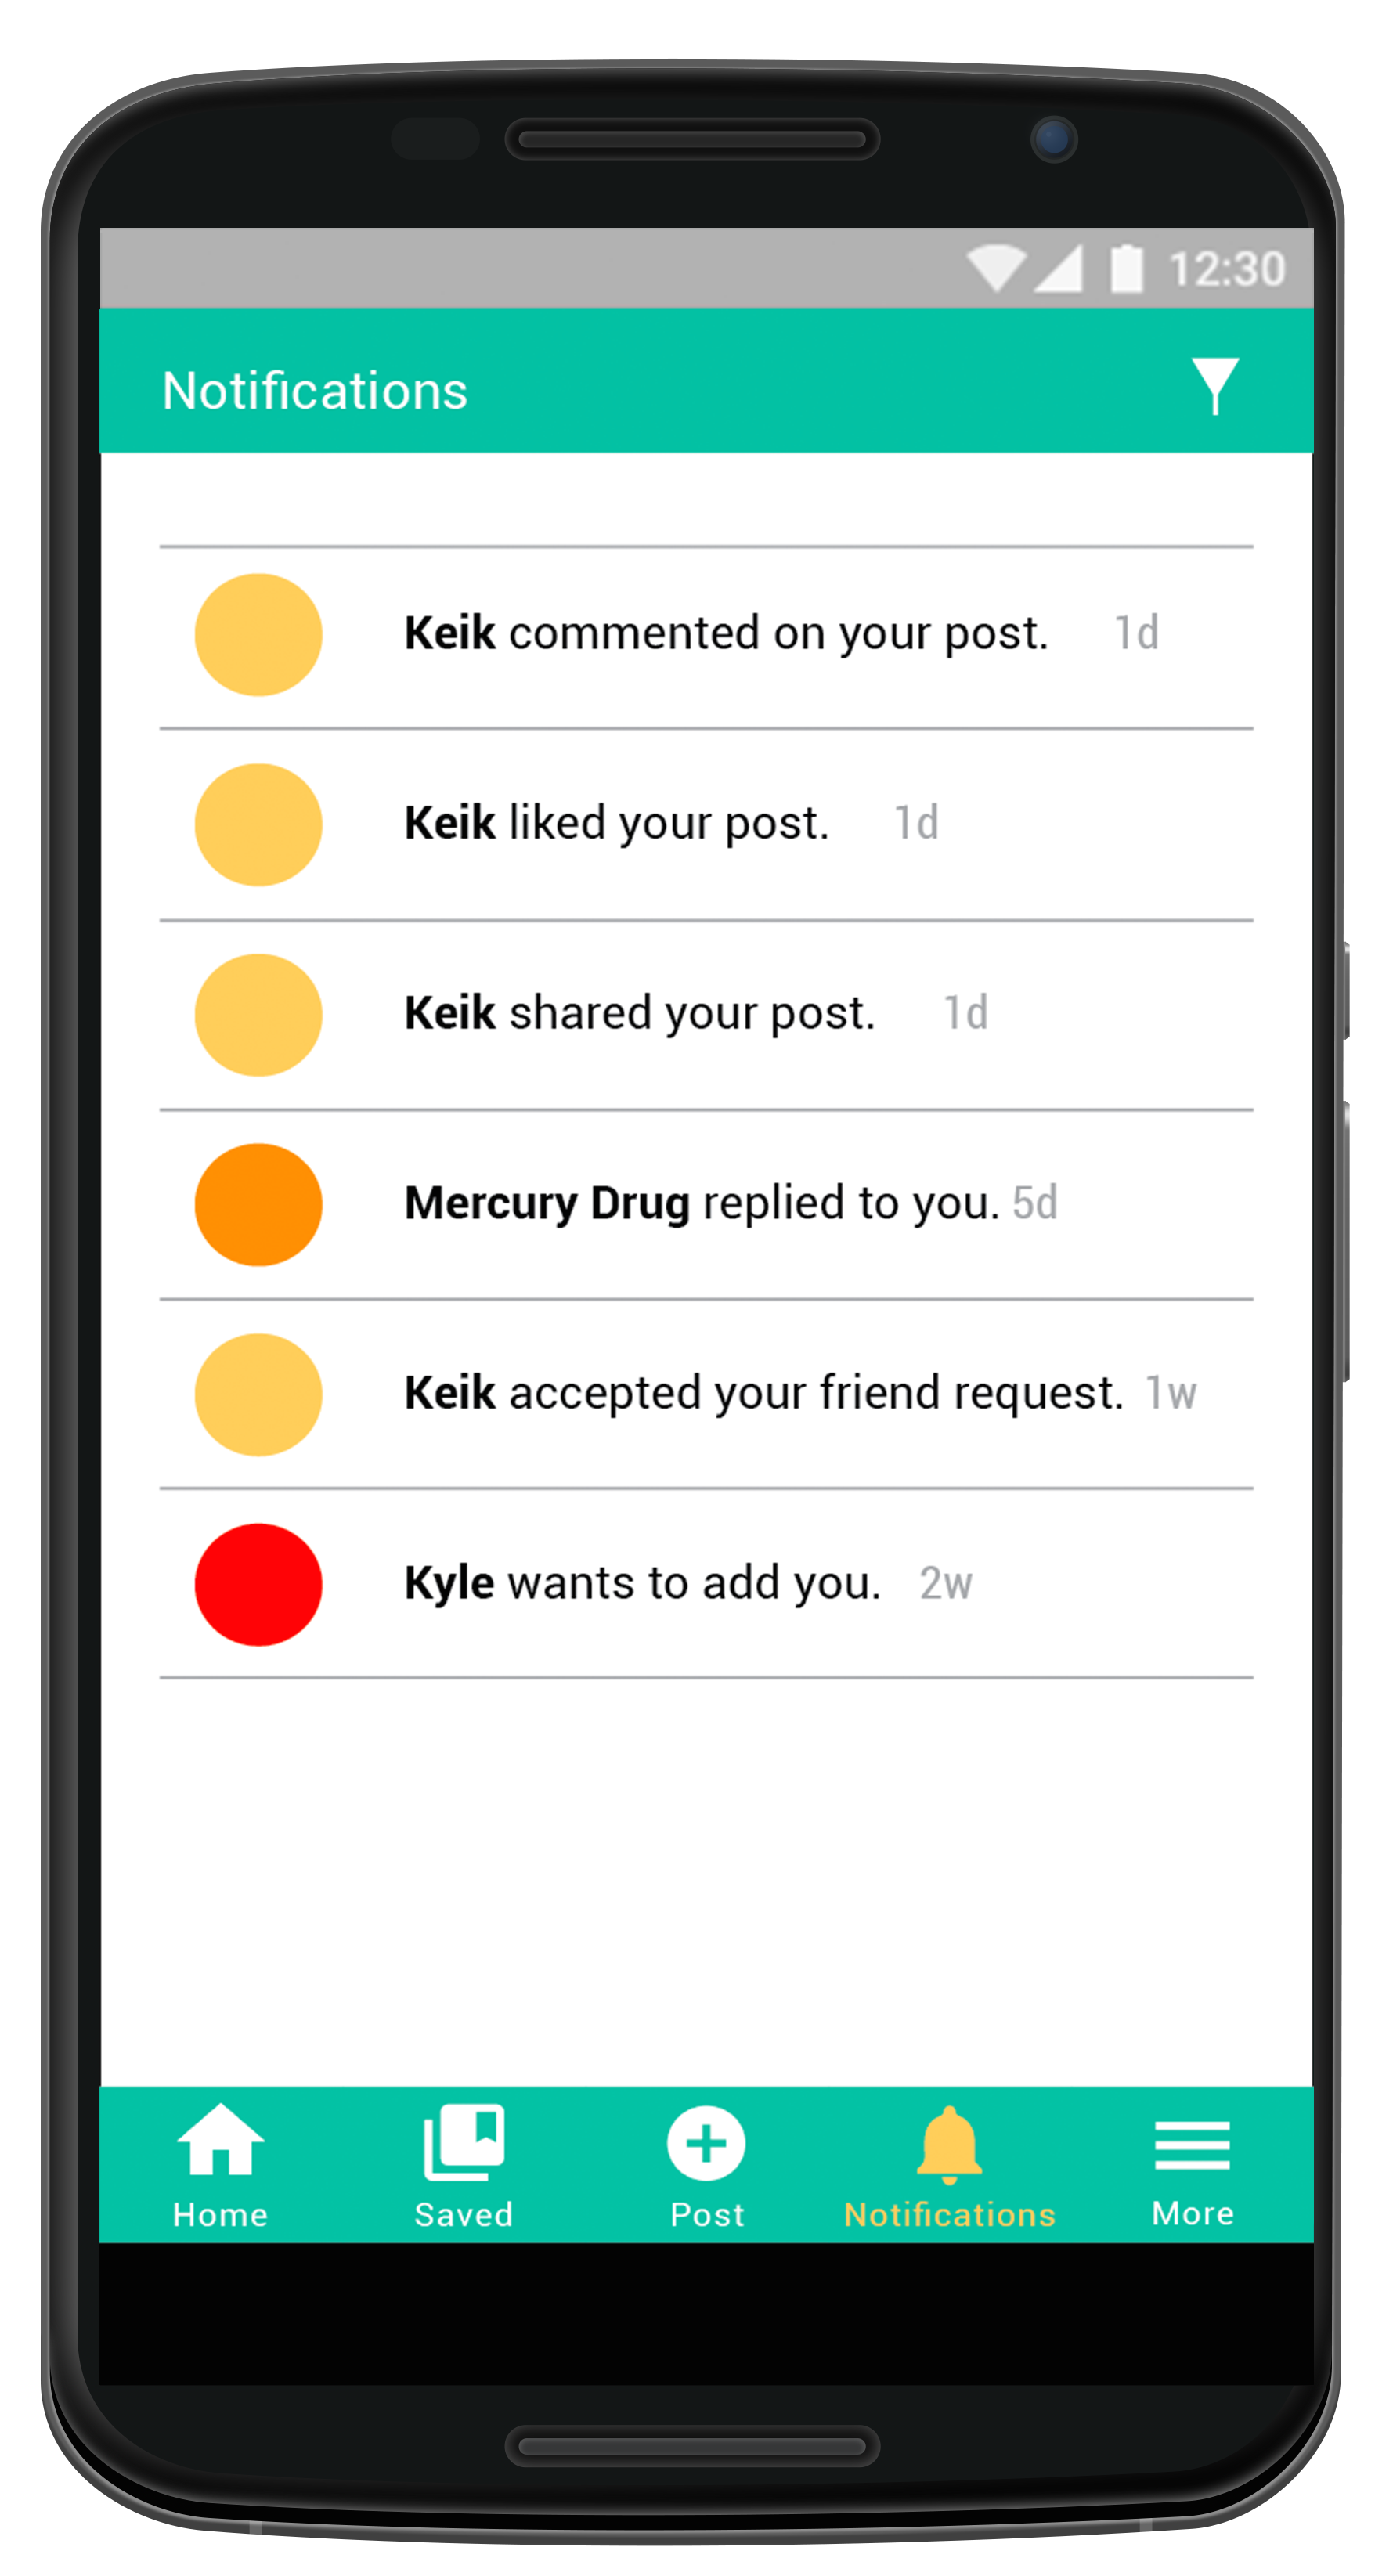 12:30
Notifications
Keik commented on your post. 1d
Keik liked your post. 1d
Keik shared your post. 1d
Mercury Drug replied to you. 5d
Keik accepted your friend request. 1w
Kyle wants to add you. 2w
Home Saved Post Notifications More